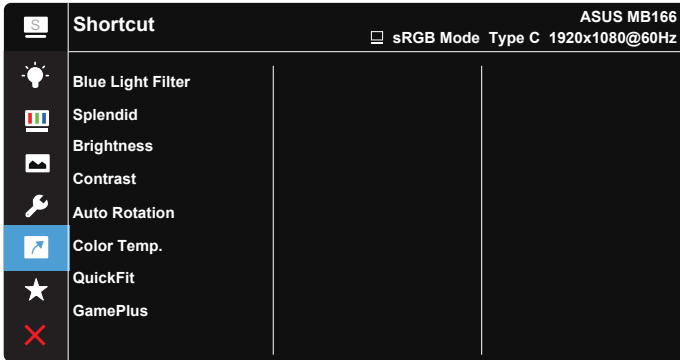 S
Shortcut
ASUS MB166
sRGB Mode Type C 1920x1080@60Hz
Blue Light Filter
Splendid
Brightness
Contrast
Auto Rotation
Color Temp.
QuickFit
GamePlus